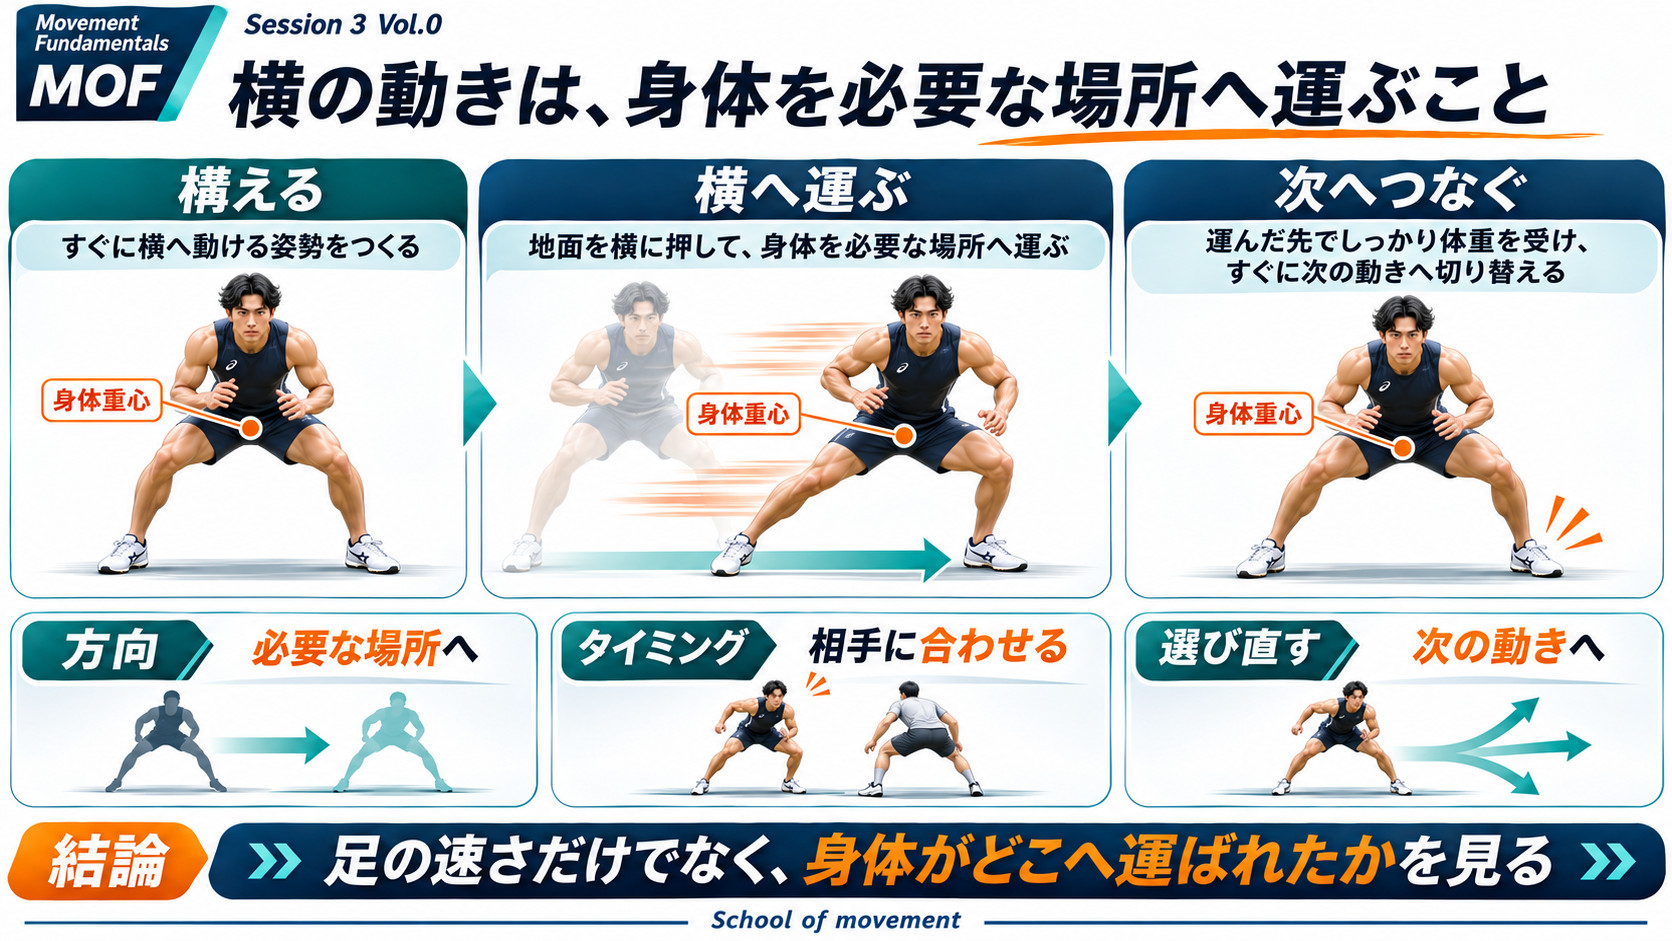 Movement
Fundamentals
MOF
Session 3 Vol.0
横の動きは、身体を必要な場所へ運ぶこと
構える
すぐに横へ動ける姿勢をつくる
身体重心
横へ運ぶ
地面を横に押して、身体を必要な場所へ運ぶ
身体重心
次へつなぐ
運んだ先でしっかり体重を受け、
すぐに次の動きへ切り替える
身体重心
方向
必要な場所へ
タイミング
相手に合わせる
選び直す
次の動きへ
結論
足の速さだけでなく、身体がどこへ運ばれたかを見る
School of movement